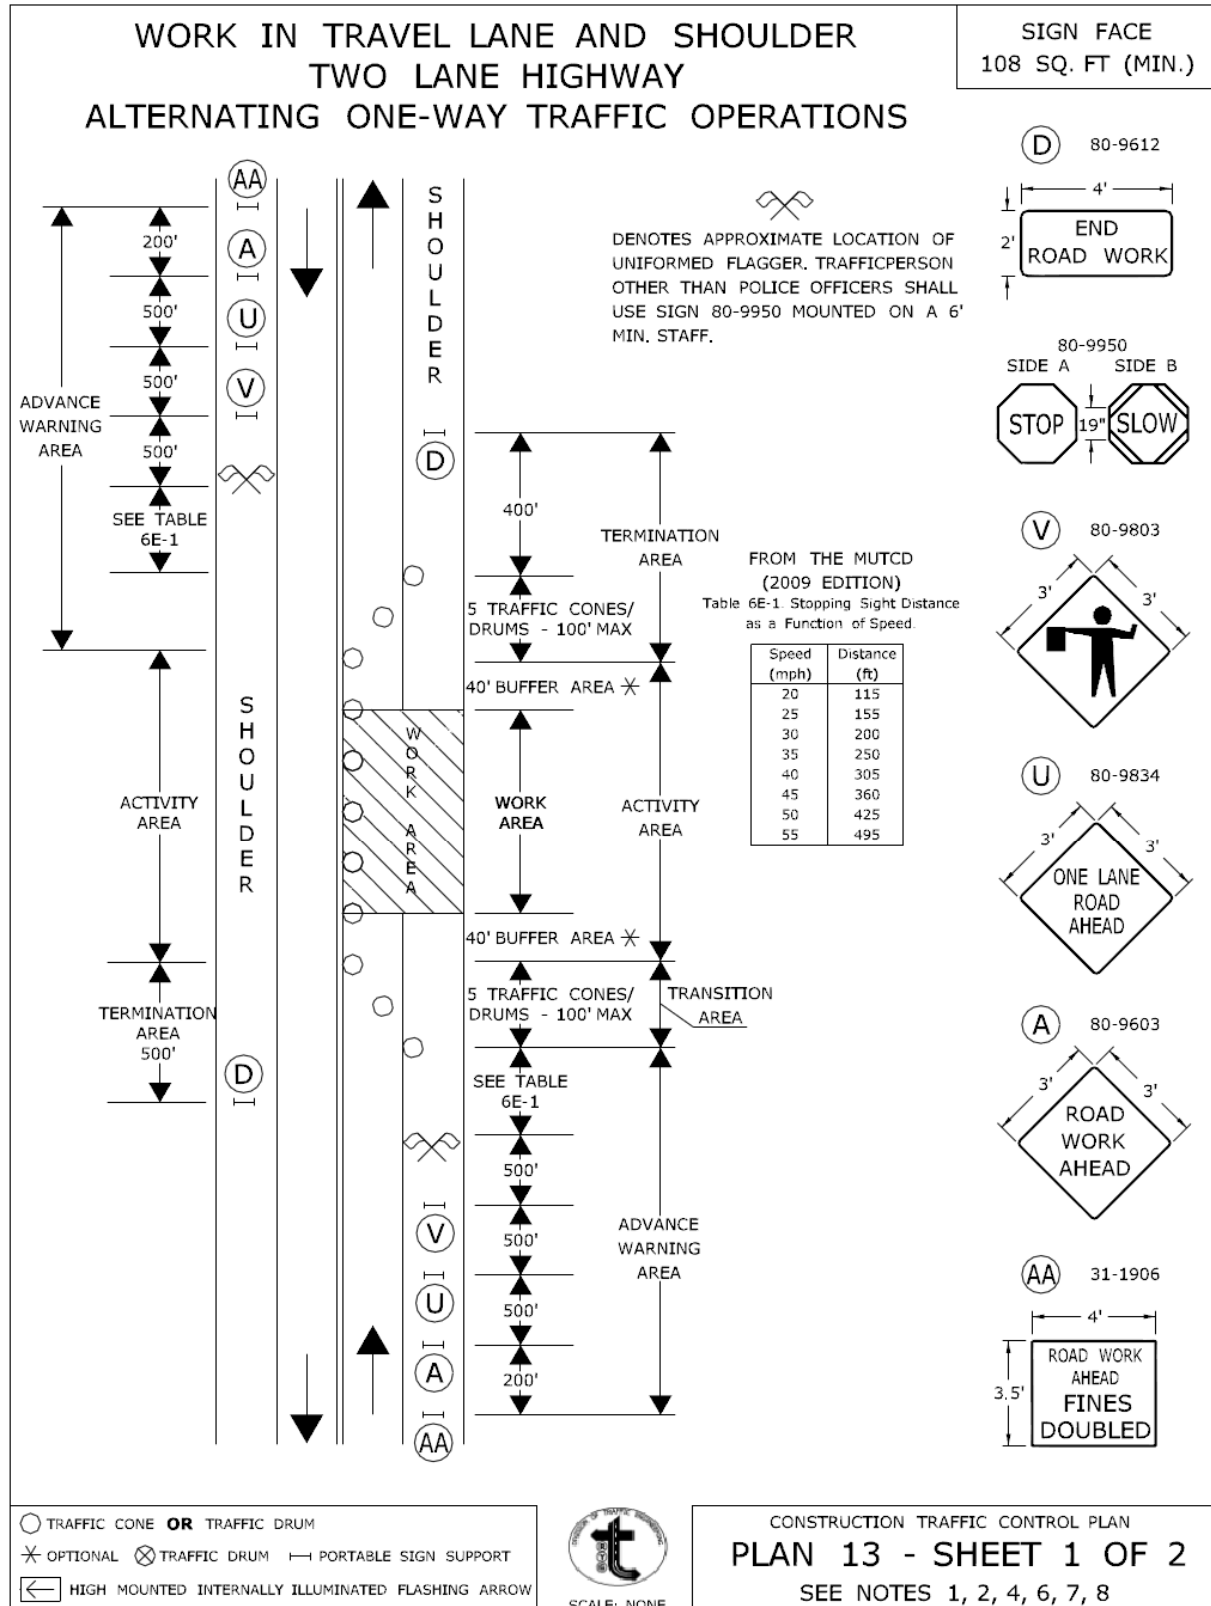 WORK IN TRAVEL LANE AND SHOULDER
TWO LANE HIGHWAY
ALTERNATING ONE-WAY TRAFFIC OPERATIONS
SIGN FACE
108 SQ. FT (MIN.)
AA
A
U
V
200'
500'
500'
500'
SEE TABLE
6E-1
ADVANCE
WARNING
AREA
SHOULDER
ACTIVITY
AREA
TERMINATION
AREA
500'
D
SHOULDER
D
400'
TERMINATION
AREA
5 TRAFFIC CONES/
DRUMS - 100' MAX
40' BUFFER AREA
WORK AREA
WORK
AREA
ACTIVITY
AREA
40' BUFFER AREA
5 TRAFFIC CONES/
DRUMS - 100' MAX
TRANSITION
AREA
SEE TABLE
6E-1
500'
500'
500'
200'
V
U
A
AA
ADVANCE
WARNING
AREA
DENOTES APPROXIMATE LOCATION OF
UNIFORMED FLAGGER. TRAFFICPERSON
OTHER THAN POLICE OFFICERS SHALL
USE SIGN 80-9950 MOUNTED ON A 6'
MIN. STAFF.
FROM THE MUTCD
(2009 EDITION)
Table 6E-1. Stopping Sight Distance
as a Function of Speed.
Speed Distance
(mph) (ft)
20 115
25 155
30 200
35 250
40 305
45 360
50 425
55 495
D 80-9612
4'
2'
END
ROAD WORK
80-9950
SIDE A SIDE B
STOP 19" SLOW
V 80-9803
3' 3'
U 80-9834
3' 3'
ONE LANE
ROAD
AHEAD
A 80-9603
3' 3'
ROAD
WORK
AHEAD
AA 31-1906
4'
3.5'
ROAD WORK
AHEAD
FINES
DOUBLED
TRAFFIC CONE OR TRAFFIC DRUM
OPTIONAL TRAFFIC DRUM PORTABLE SIGN SUPPORT
HIGH MOUNTED INTERNALLY ILLUMINATED FLASHING ARROW
DIVISION OF TRAFFIC ENGINEERING
SCALE: NONE
CONSTRUCTION TRAFFIC CONTROL PLAN
PLAN 13 - SHEET 1 OF 2
SEE NOTES 1, 2, 4, 6, 7, 8